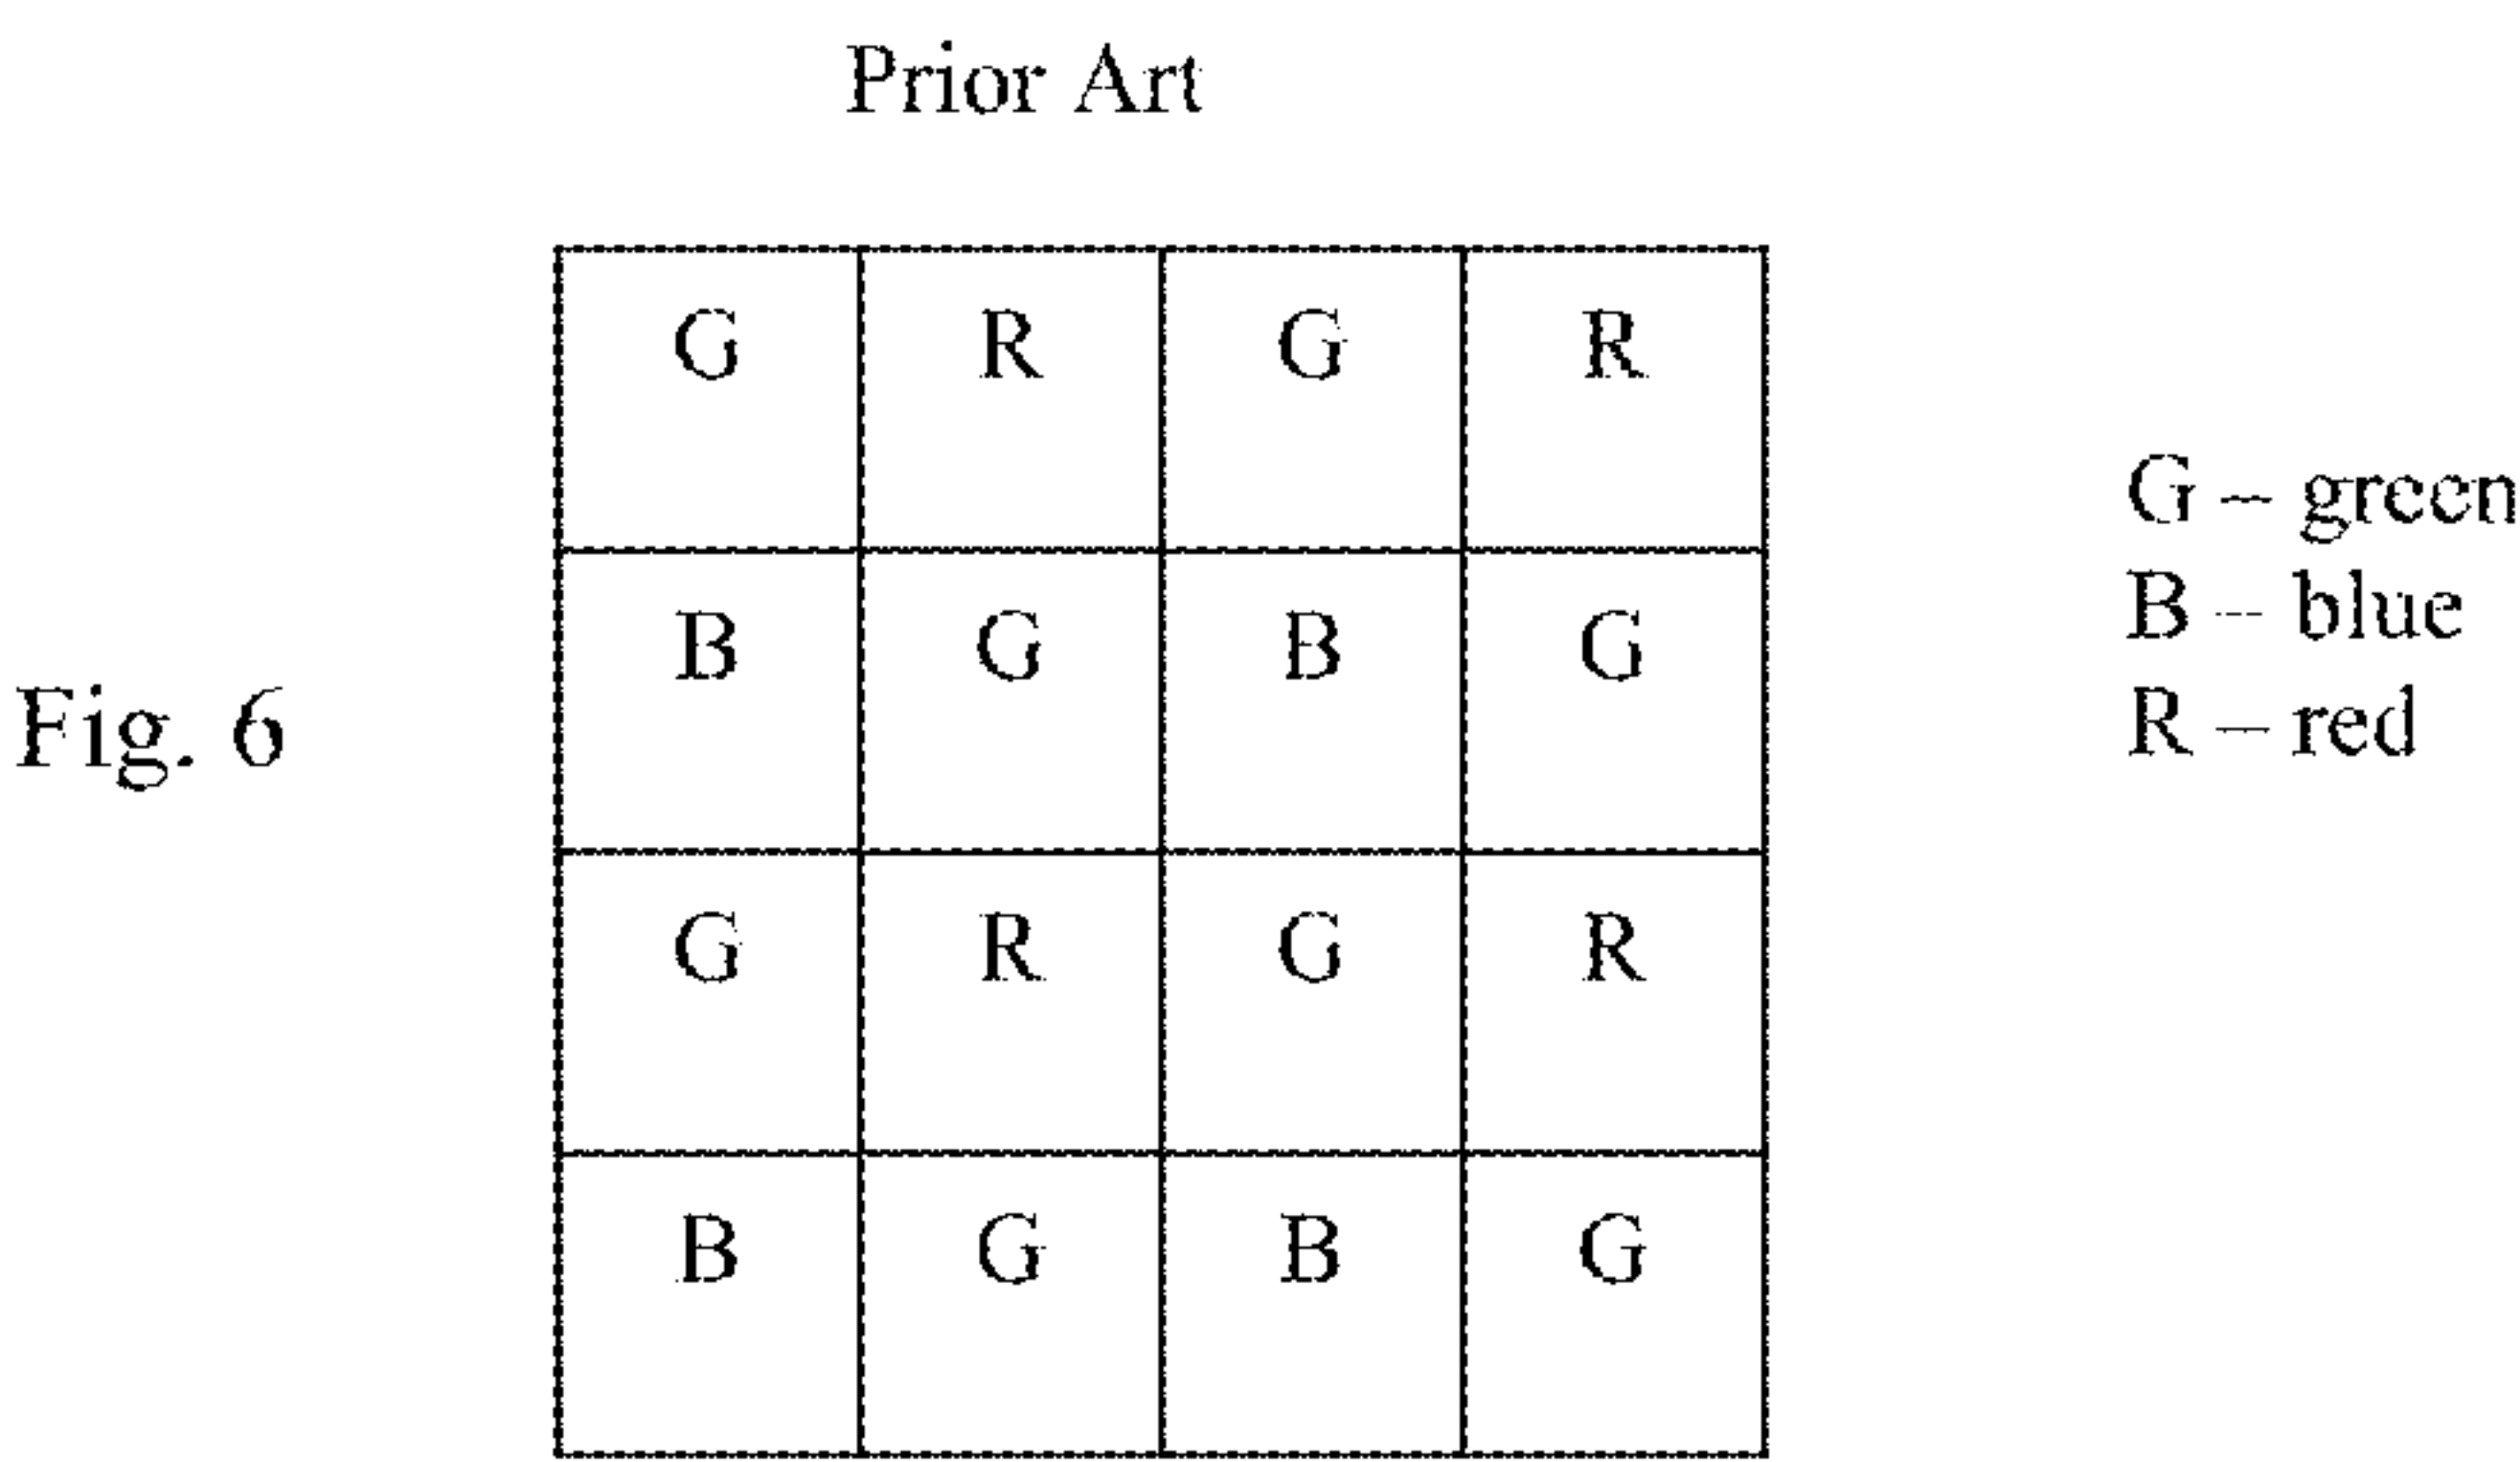 Prior Art
G R G R
B G B G
G R G R
B G B G
Fig. 6
G – green
B – blue
R – red